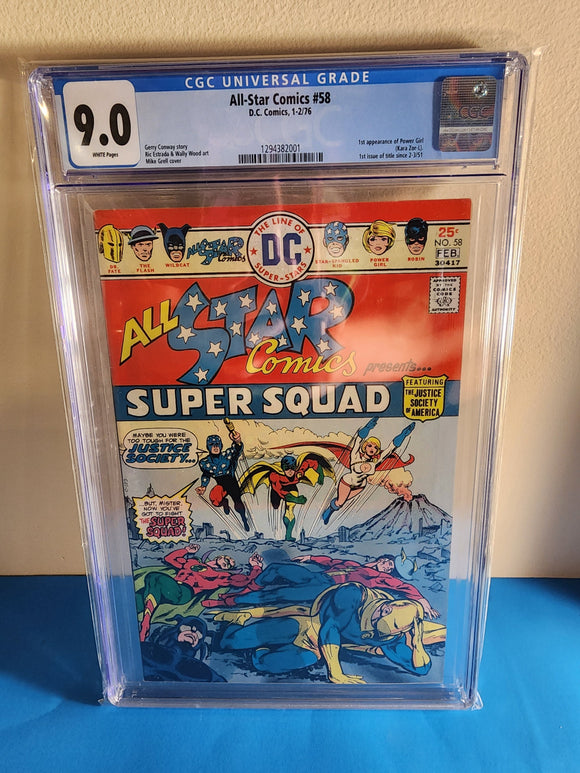 CGC UNIVERSAL GRADE
9.0
WHITE Pages
All-Star Comics #58
D.C. Comics, 1-2/76
Gerry Conway story
Ric Estrada & Wally Wood art
Mike Grell cover
1294382001
1st appearance of Power Girl
(Kara Zor-L).
1st issue of title since 2-3/51
CGC
THE LINE OF
DC
SUPER-STARS
DR. FATE
THE FLASH
WILDCAT
ALL STAR Comics
STAR-SPANGLED KID
POWER GIRL
ROBIN
25¢
NO. 58
FEB.
30417
APPROVED
BY THE
COMICS
CODE
AUTHORITY
ALL STAR
Comics
presents...
SUPER SQUAD
FEATURING
THE JUSTICE
SOCIETY OF
AMERICA
MAYBE YOU WERE
TOO TOUGH FOR THE
JUSTICE
SOCIETY...
...BUT, MISTER,
NOW YOU'VE
GOT TO FIGHT
THE SUPER
SQUAD!